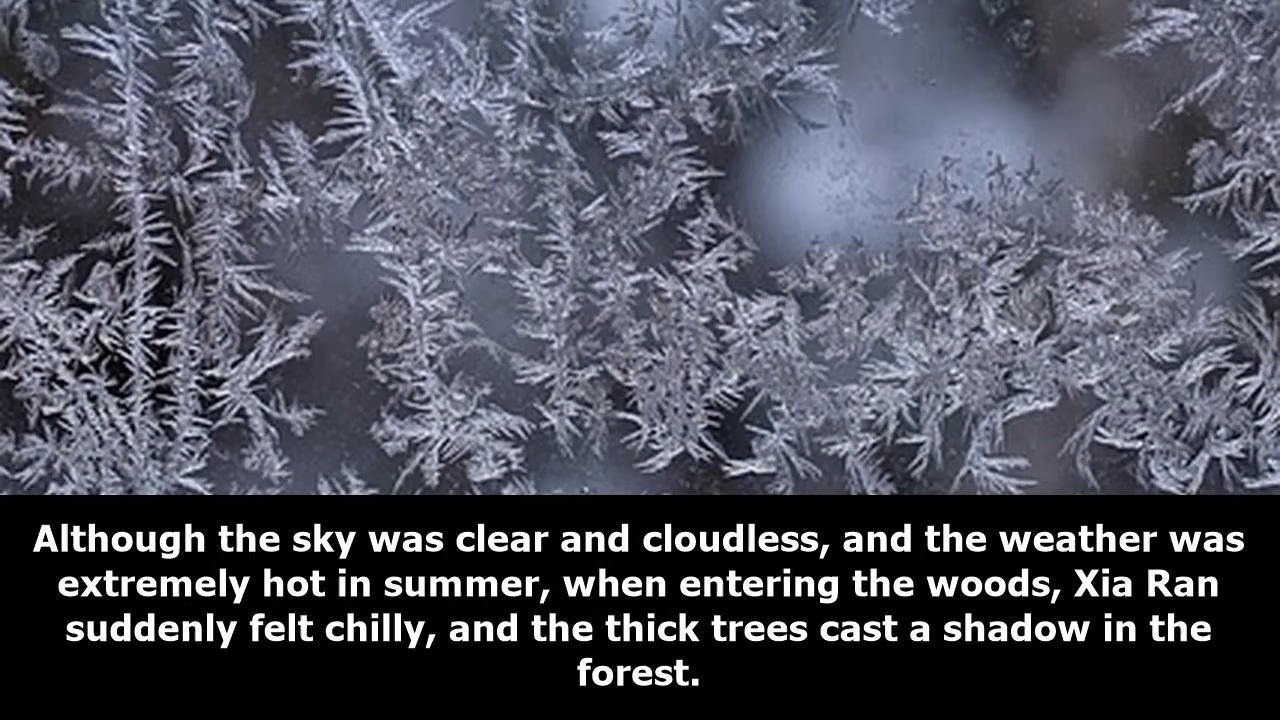 Although the sky was clear and cloudless, and the weather was
extremely hot in summer, when entering the woods, Xia Ran
suddenly felt chilly, and the thick trees cast a shadow in the
forest.